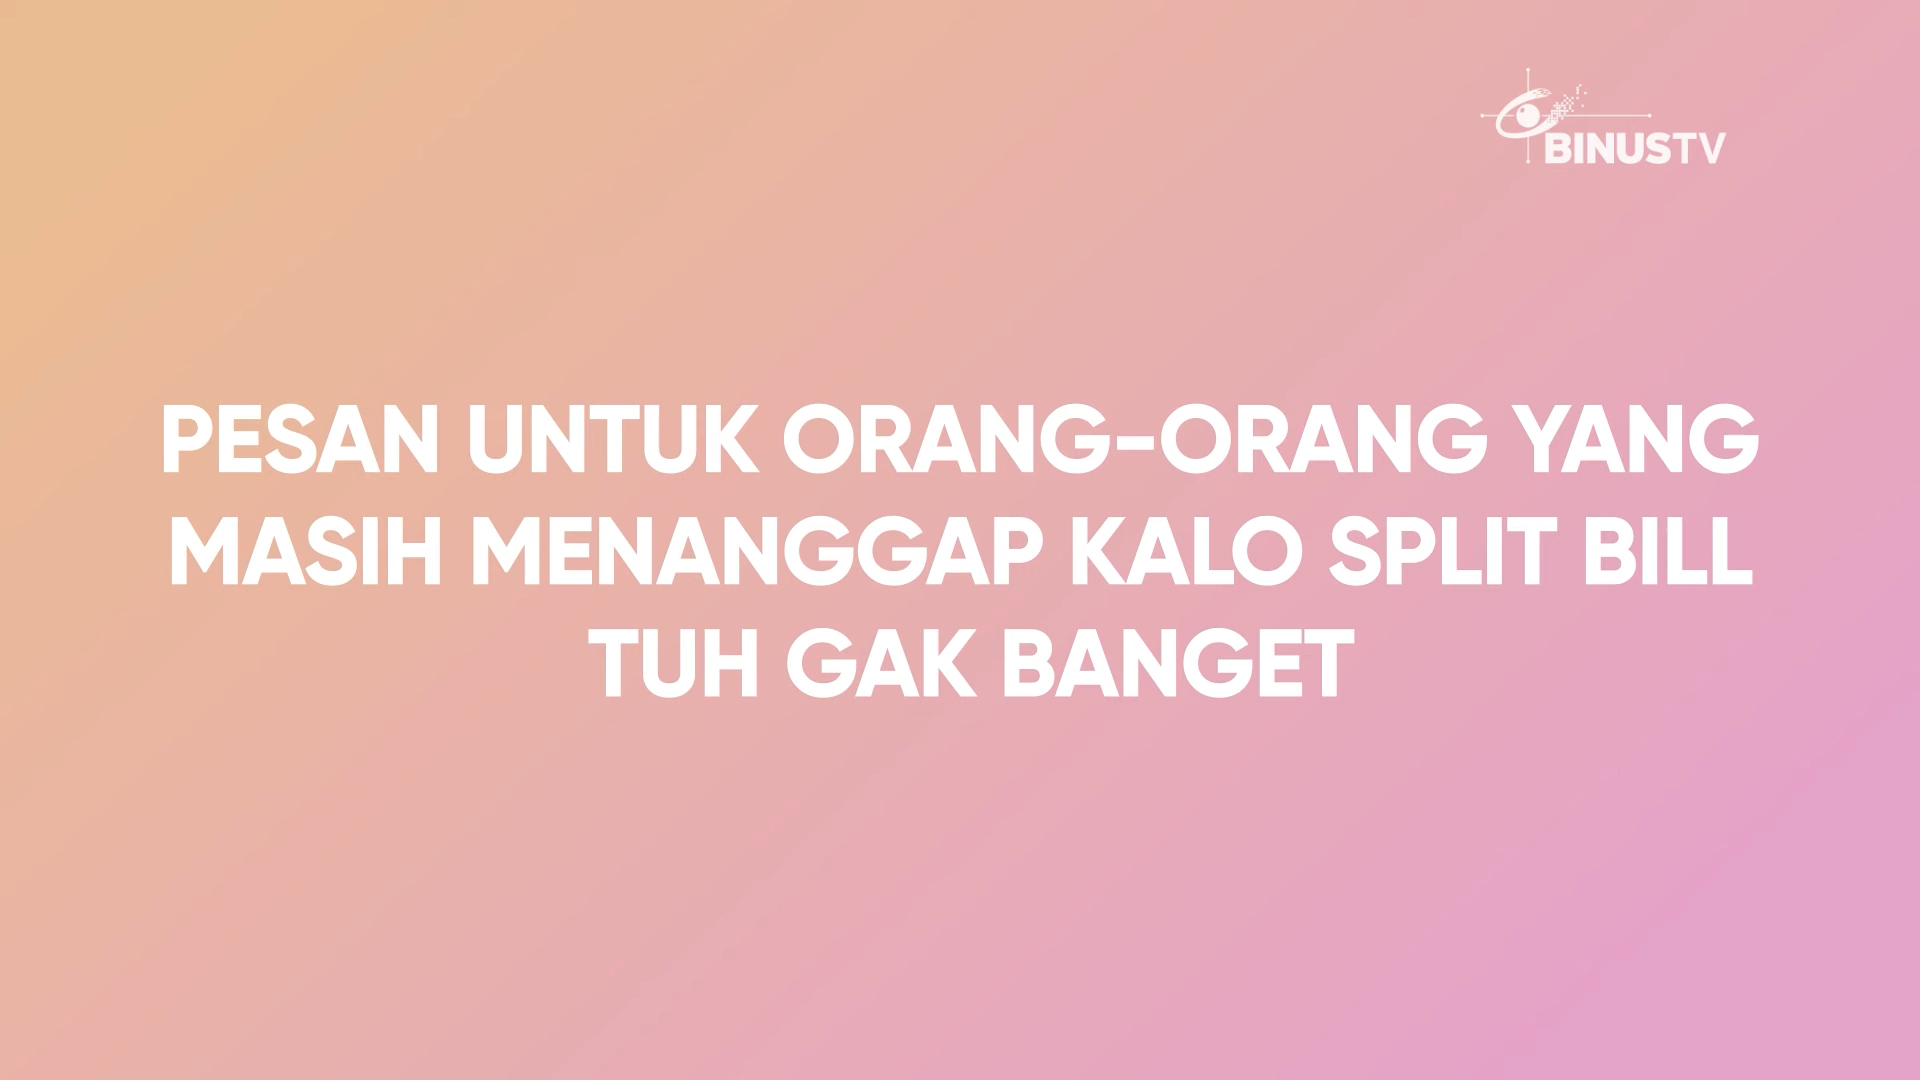 BINUSTV
PESAN UNTUK ORANG-ORANG YANG
MASIH MENANGGAP KALO SPLIT BILL
TUH GAK BANGET